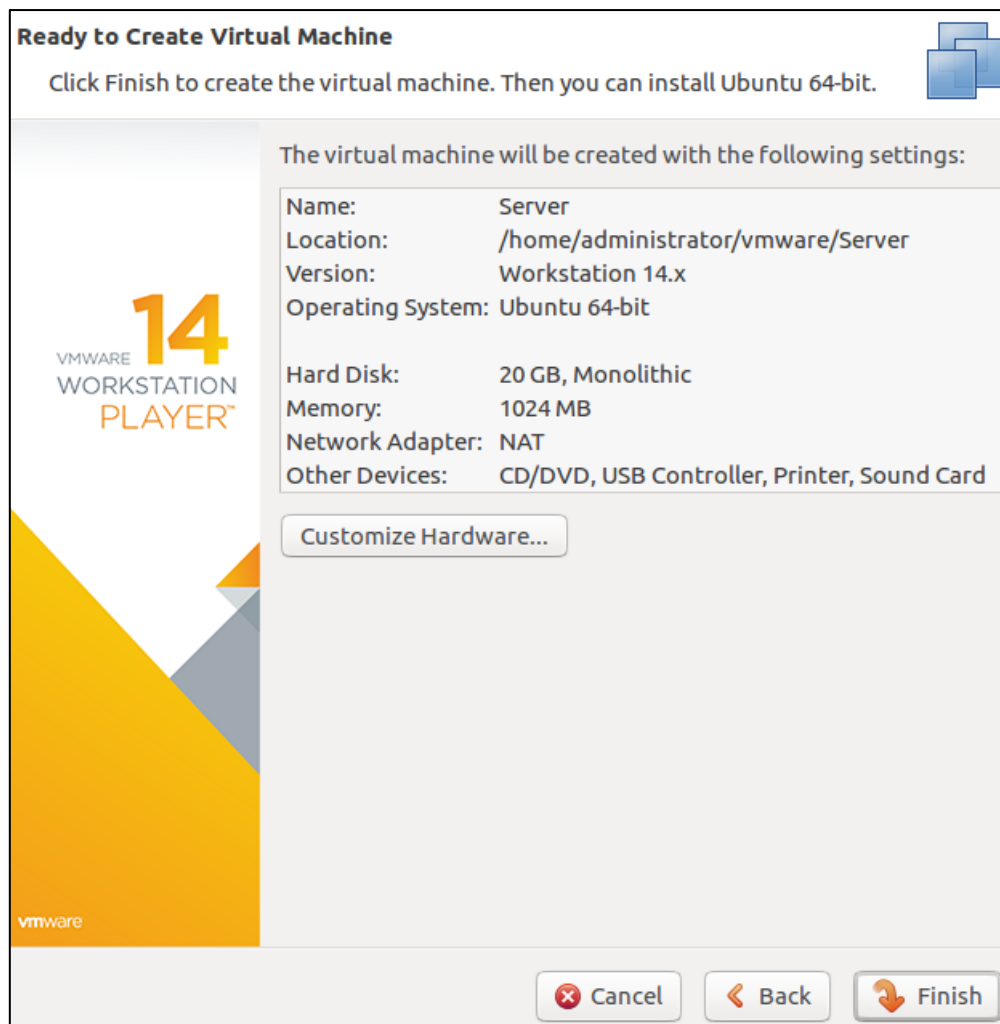 Ready to Create Virtual Machine
Click Finish to create the virtual machine. Then you can install Ubuntu 64-bit.
The virtual machine will be created with the following settings:
Name: Server
Location: /home/administrator/vmware/Server
Version: Workstation 14.x
Operating System: Ubuntu 64-bit
Hard Disk: 20 GB, Monolithic
Memory: 1024 MB
Network Adapter: NAT
Other Devices: CD/DVD, USB Controller, Printer, Sound Card
Customize Hardware...
VMWARE 14
WORKSTATION
PLAYER™
vmware
Cancel Back Finish